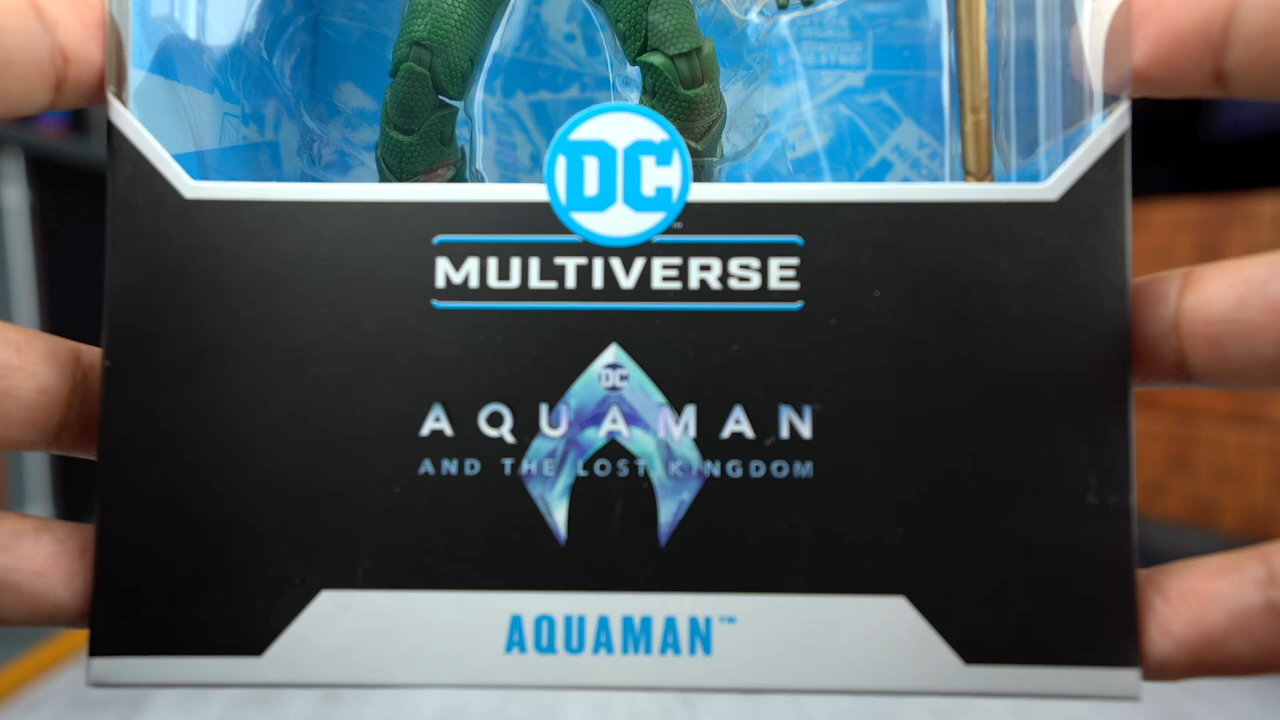 DC
MULTIVERSE
DC
AQUAMAN
AND THE LOST KINGDOM
AQUAMAN™